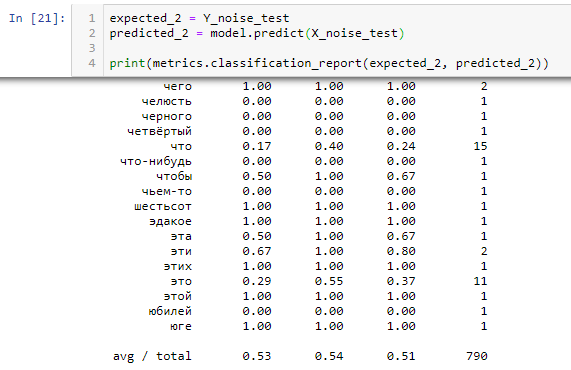 In [21]:
1 expected_2 = Y_noise_test
2 predicted_2 = model.predict(X_noise_test)
3
4 print(metrics.classification_report(expected_2, predicted_2))
чего 1.00 1.00 1.00 2
челюсть 0.00 0.00 0.00 1
черного 0.00 0.00 0.00 1
четвёртый 0.00 0.00 0.00 1
что 0.17 0.40 0.24 15
что-нибудь 0.00 0.00 0.00 1
чтобы 0.50 1.00 0.67 1
чьем-то 0.00 0.00 0.00 1
шестьсот 1.00 1.00 1.00 1
эдакое 1.00 1.00 1.00 1
эта 0.50 1.00 0.67 1
эти 0.67 1.00 0.80 2
этих 1.00 1.00 1.00 1
это 0.29 0.55 0.37 11
этой 1.00 1.00 1.00 1
юбилей 0.00 0.00 0.00 1
юге 1.00 1.00 1.00 1
avg / total 0.53 0.54 0.51 790